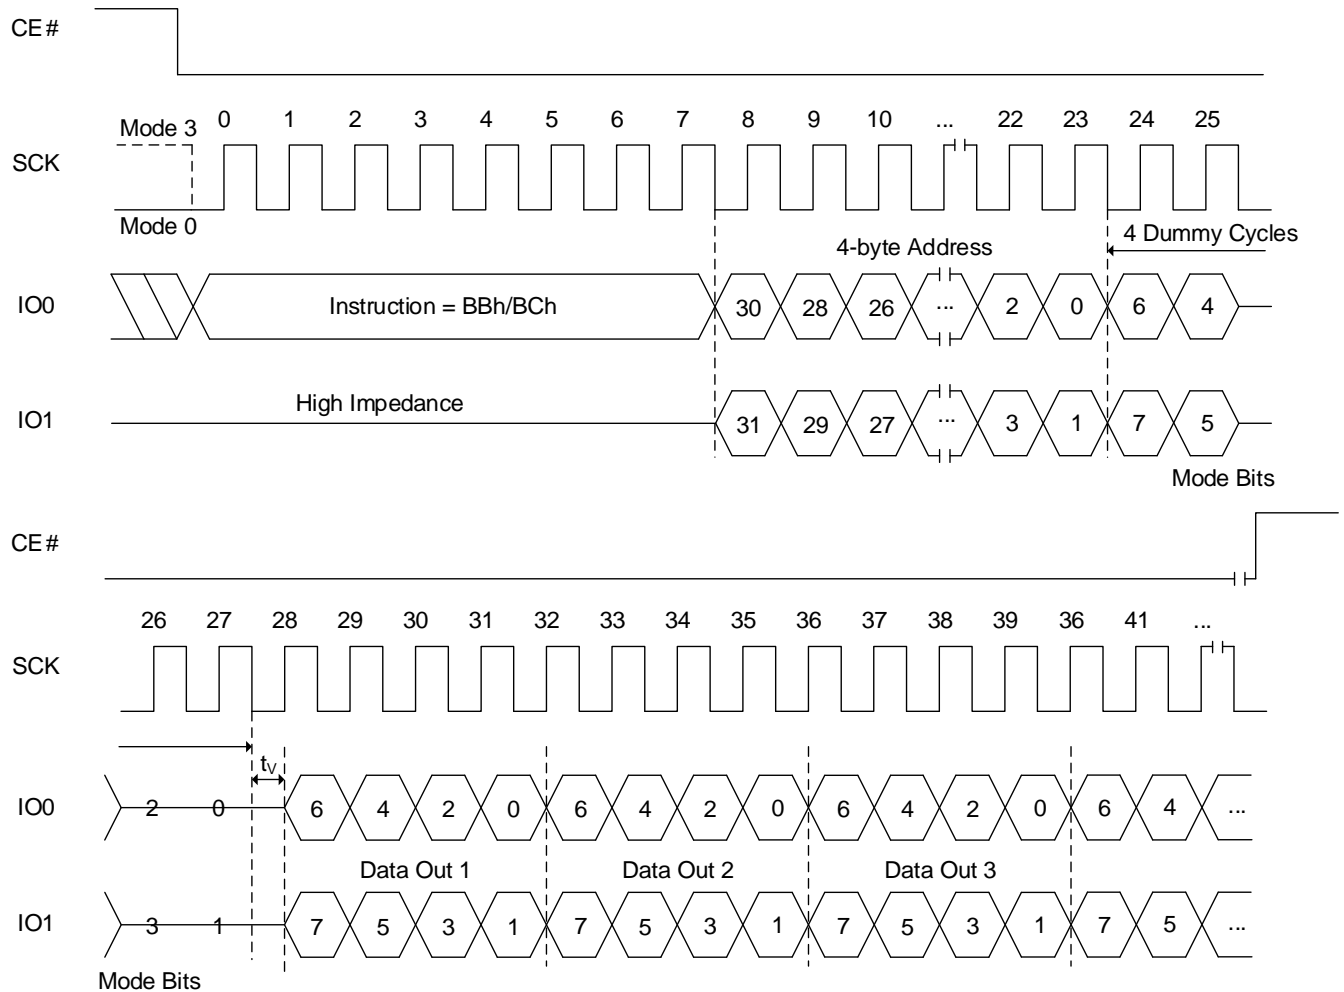 CE#
Mode 3 0 1 2 3 4 5 6 7 8 9 10 ... 22 23 24 25
SCK
Mode 0
4-byte Address 4 Dummy Cycles
IO0 Instruction = BBh/BCh 30 28 26 ... 2 0 6 4
High Impedance
IO1 31 29 27 ... 3 1 7 5
Mode Bits
CE#
26 27 28 29 30 31 32 33 34 35 36 37 38 39 36 41 ...
SCK
tV
IO0 2 0 6 4 2 0 6 4 2 0 6 4 2 0 6 4 ...
Data Out 1 Data Out 2 Data Out 3
IO1 3 1 7 5 3 1 7 5 3 1 7 5 3 1 7 5 ...
Mode Bits